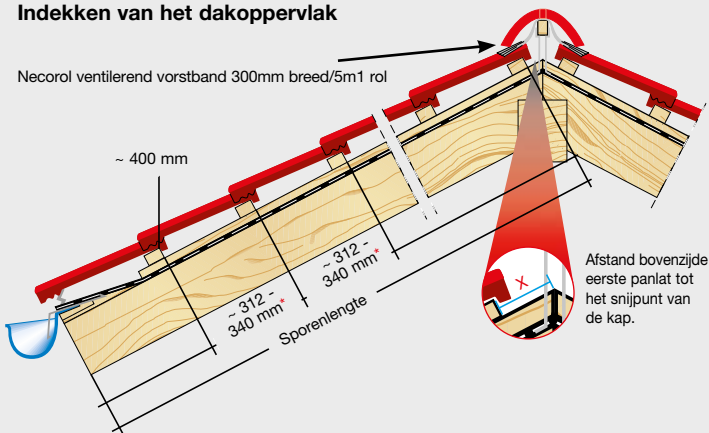 Indekken van het dakoppervlak
Necorol ventilerend vorstband 300mm breed/5m1 rol
~ 400 mm
~ 312 -
340 mm*
~ 312 -
340 mm*
Sporenlengte
X
Afstand bovenzijde
eerste panlat tot
het snijpunt van
de kap.